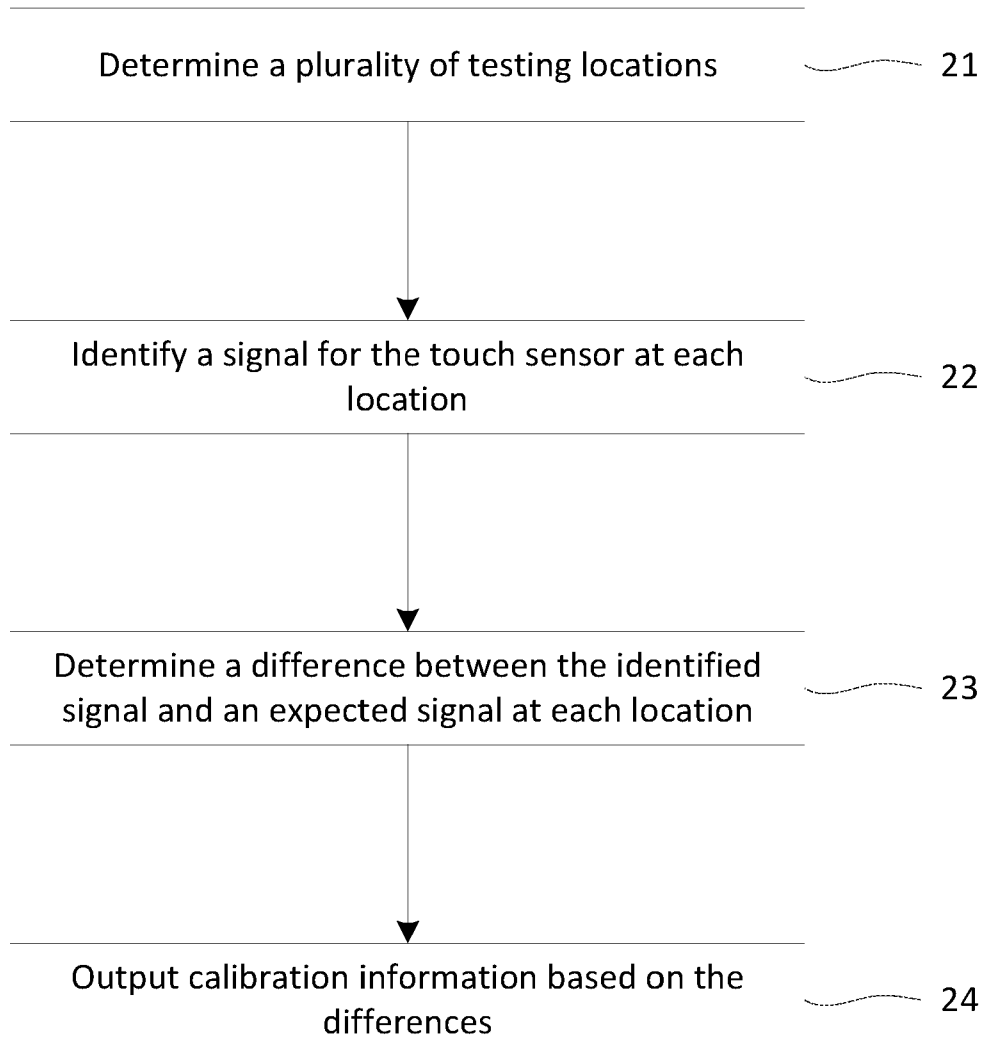 Determine a plurality of testing locations
21
Identify a signal for the touch sensor at each
location
22
Determine a difference between the identified
signal and an expected signal at each location
23
Output calibration information based on the
differences
24